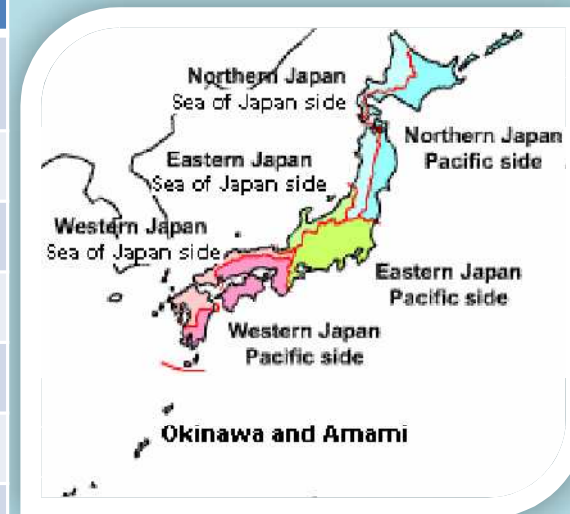 Northern Japan
Sea of Japan side
Northern Japan
Pacific side
Eastern Japan
Sea of Japan side
Western Japan
Sea of Japan side
Eastern Japan
Pacific side
Western Japan
Pacific side
Okinawa and Amami